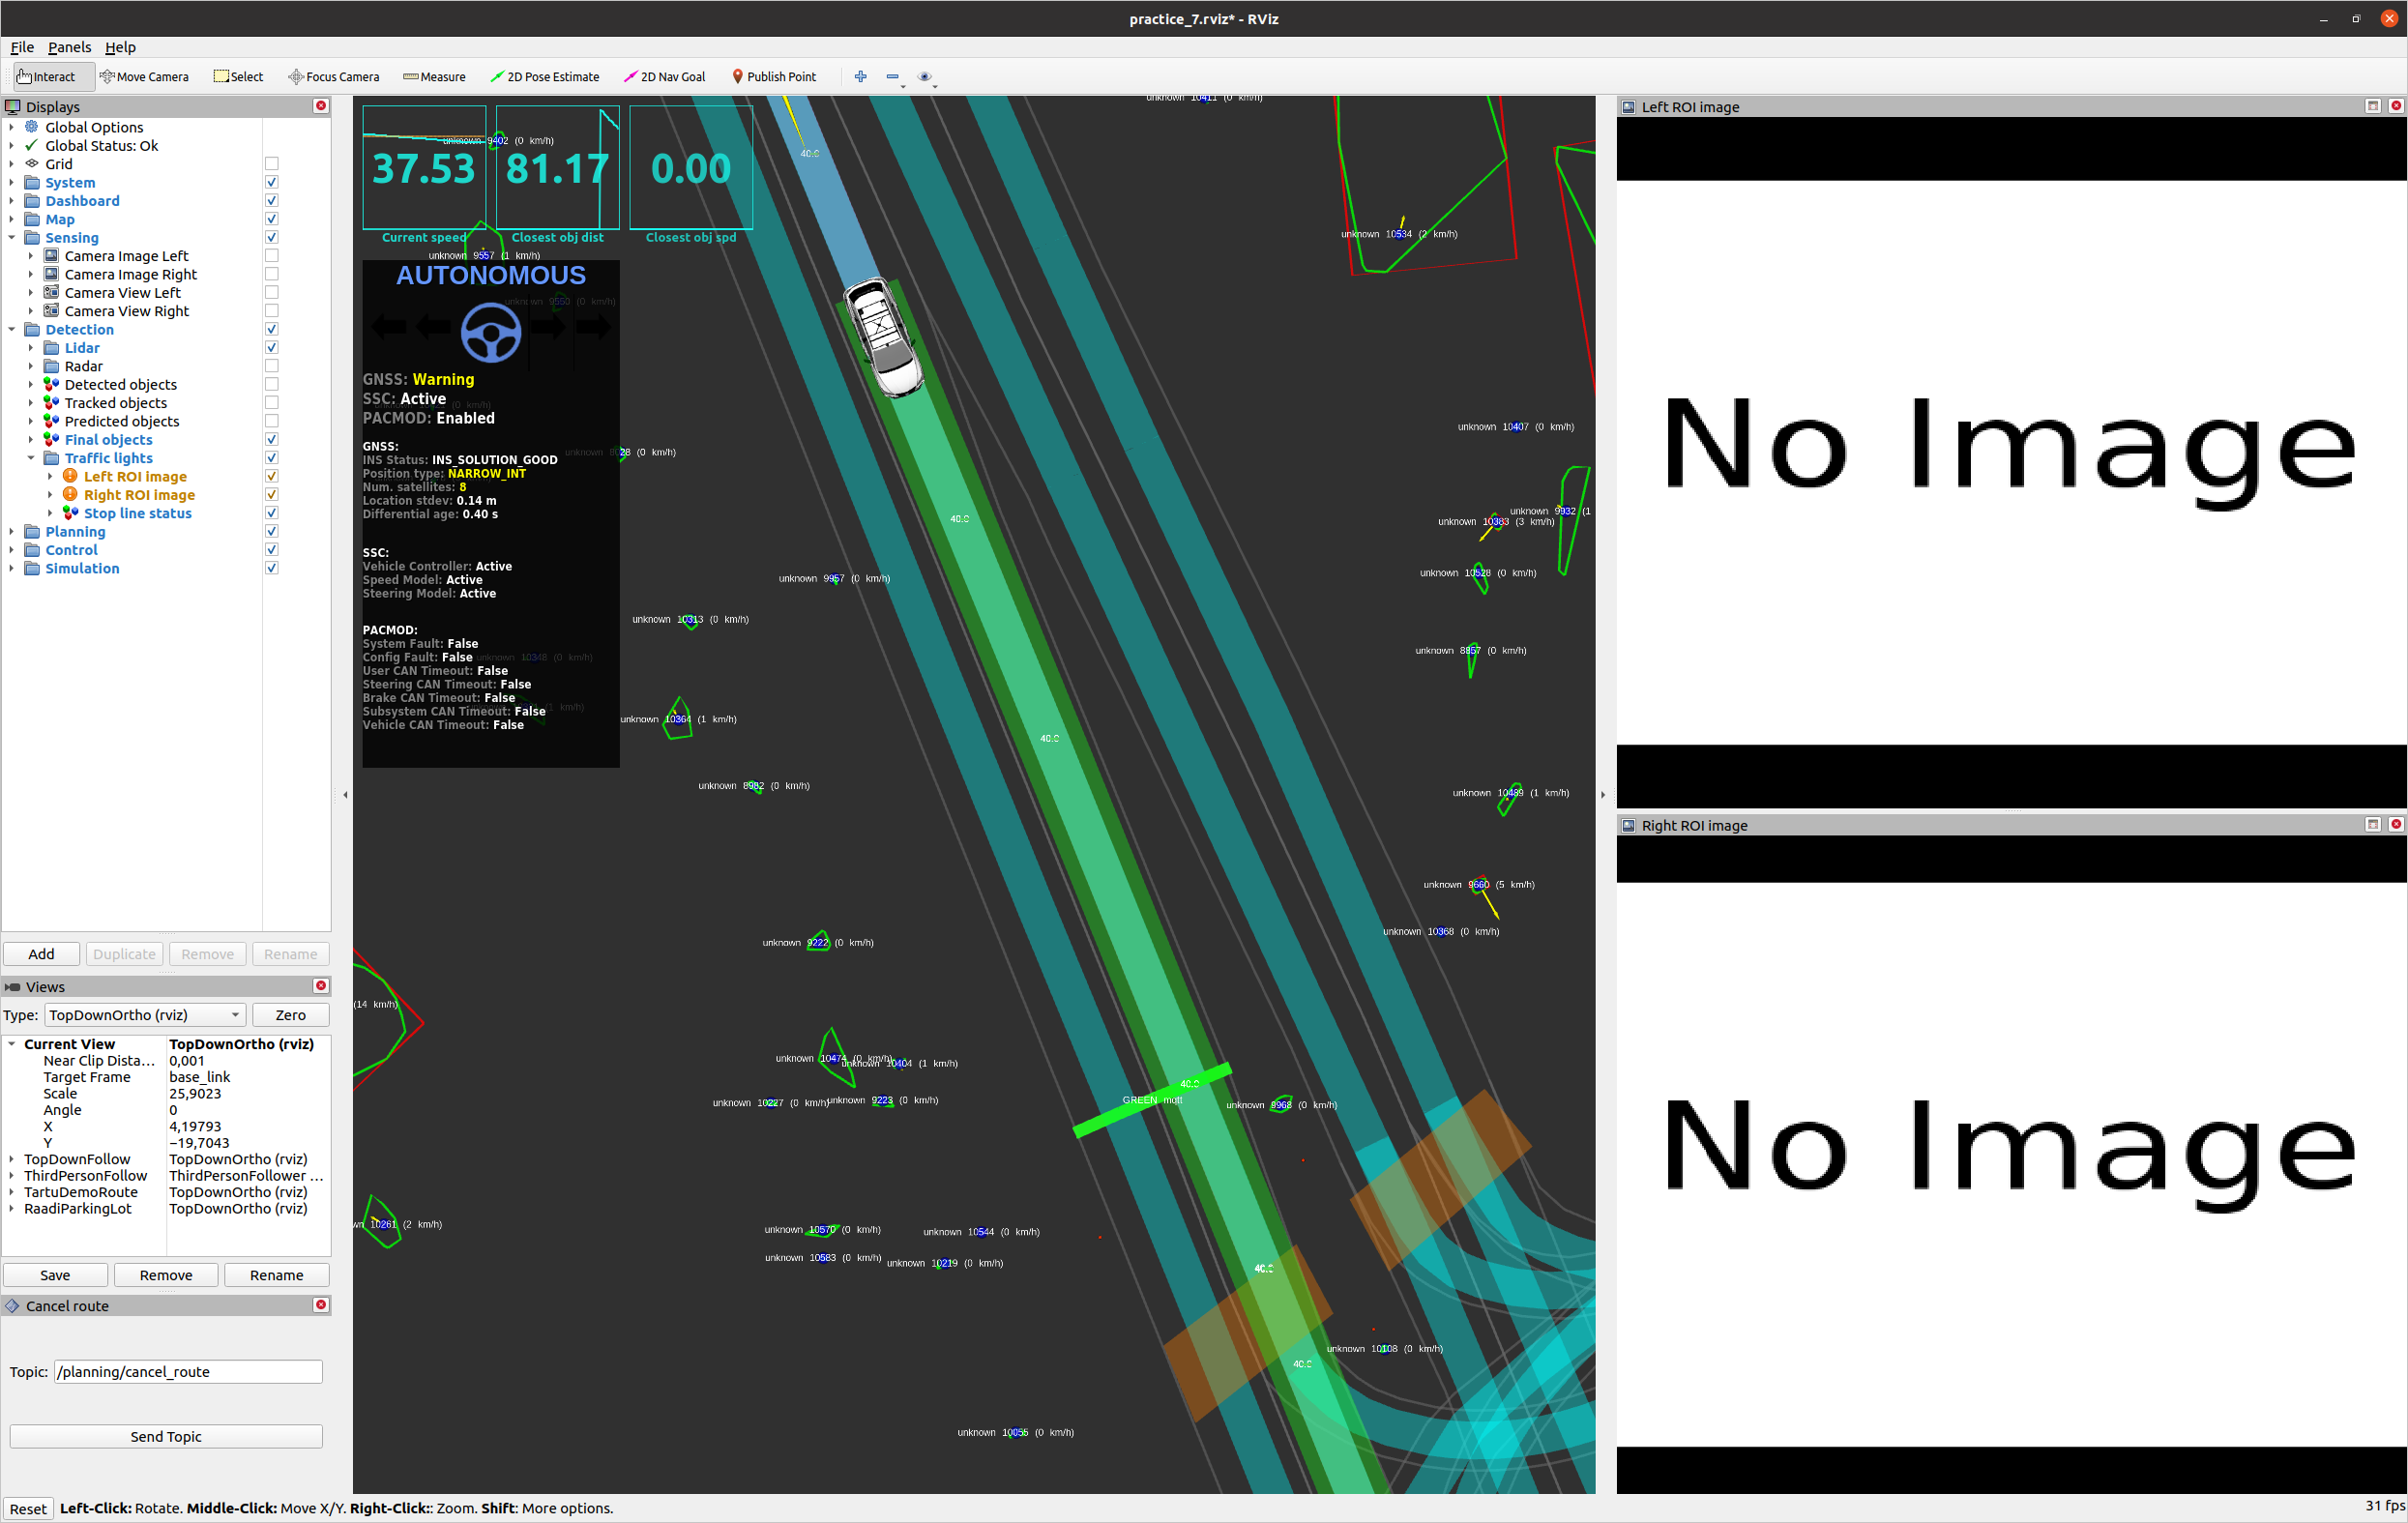 practice_7.rviz* - RViz
File Panels Help
Interact Move Camera Select Focus Camera Measure 2D Pose Estimate 2D Nav Goal Publish Point
Displays
Global Options
Global Status: Ok
Grid
System
Dashboard
Map
Sensing
Camera Image Left
Camera Image Right
Camera View Left
Camera View Right
Detection
Lidar
Radar
Detected objects
Tracked objects
Predicted objects
Final objects
Traffic lights
Left ROI image
Right ROI image
Stop line status
Planning
Control
Simulation
Add Duplicate Remove Rename
Views
Type: TopDownOrtho (rviz) Zero
Current View TopDownOrtho (rviz)
Near Clip Dista... 0,001
Target Frame base_link
Scale 25,9023
Angle 0
X 4,19793
Y −19,7043
TopDownFollow TopDownOrtho (rviz)
ThirdPersonFollow ThirdPersonFollower ...
TartuDemoRoute TopDownOrtho (rviz)
RaadiParkingLot TopDownOrtho (rviz)
Save Remove Rename
Cancel route
Topic: /planning/cancel_route
Send Topic
37.53 81.17 0.00
Current speed Closest obj dist Closest obj spd
unknown 9402 (0 km/h)
unknown 9557 (1 km/h)
AUTONOMOUS
GNSS: Warning
SSC: Active
PACMOD: Enabled
GNSS:
INS Status: INS_SOLUTION_GOOD
Position type: NARROW_INT
Num. satellites: 8
Location stdev: 0.14 m
Differential age: 0.40 s
SSC:
Vehicle Controller: Active
Speed Model: Active
Steering Model: Active
PACMOD:
System Fault: False
Config Fault: False
User CAN Timeout: False
Steering CAN Timeout: False
Brake CAN Timeout: False
Subsystem CAN Timeout: False
Vehicle CAN Timeout: False
unknown 10411 (0 km/h)
unknown 10534 (2 km/h)
unknown 10407 (0 km/h)
unknown 9932 (1
unknown 10383 (3 km/h)
unknown 10528 (0 km/h)
unknown 9957 (0 km/h)
unknown 10313 (0 km/h)
unknown 8957 (0 km/h)
unknown 10364 (1 km/h)
unknown 8982 (0 km/h)
unknown 10489 (1 km/h)
unknown 9660 (5 km/h)
unknown 10368 (0 km/h)
unknown 9222 (0 km/h)
(14 km/h)
unknown 10474 (0 km/h)
unknown 10404 (1 km/h)
unknown 10227 (0 km/h)
unknown 9223 (0 km/h)
GREEN mott
unknown 9968 (0 km/h)
10261 (2 km/h)
unknown 10570 (0 km/h)
unknown 10544 (0 km/h)
unknown 10583 (0 km/h)
unknown 10219 (0 km/h)
unknown 10108 (0 km/h)
unknown 10055 (0 km/h)
40.0
40.0
40.0
40.0
40.0
40.0
Left ROI image
No Image
Right ROI image
No Image
Reset Left-Click: Rotate. Middle-Click: Move X/Y. Right-Click:: Zoom. Shift: More options.
31 fps